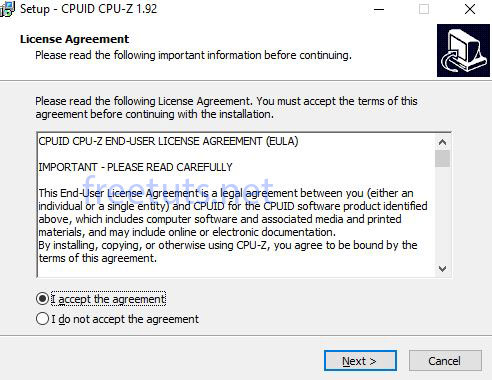 Setup - CPUID CPU-Z 1.92
License Agreement
Please read the following important information before continuing.
Please read the following License Agreement. You must accept the terms of this
agreement before continuing with the installation.
CPUID CPU-Z END-USER LICENSE AGREEMENT (EULA)
IMPORTANT - PLEASE READ CAREFULLY
This End-User License Agreement is a legal agreement between you (either an
individual or a single entity) and CPUID for the CPUID software product identified
above, which includes computer software and associated media and printed
materials, and may include online or electronic documentation.
By installing, copying, or otherwise using CPU-Z, you agree to be bound by the
terms of this agreement.
freetuts.net
I accept the agreement
I do not accept the agreement
Next >
Cancel